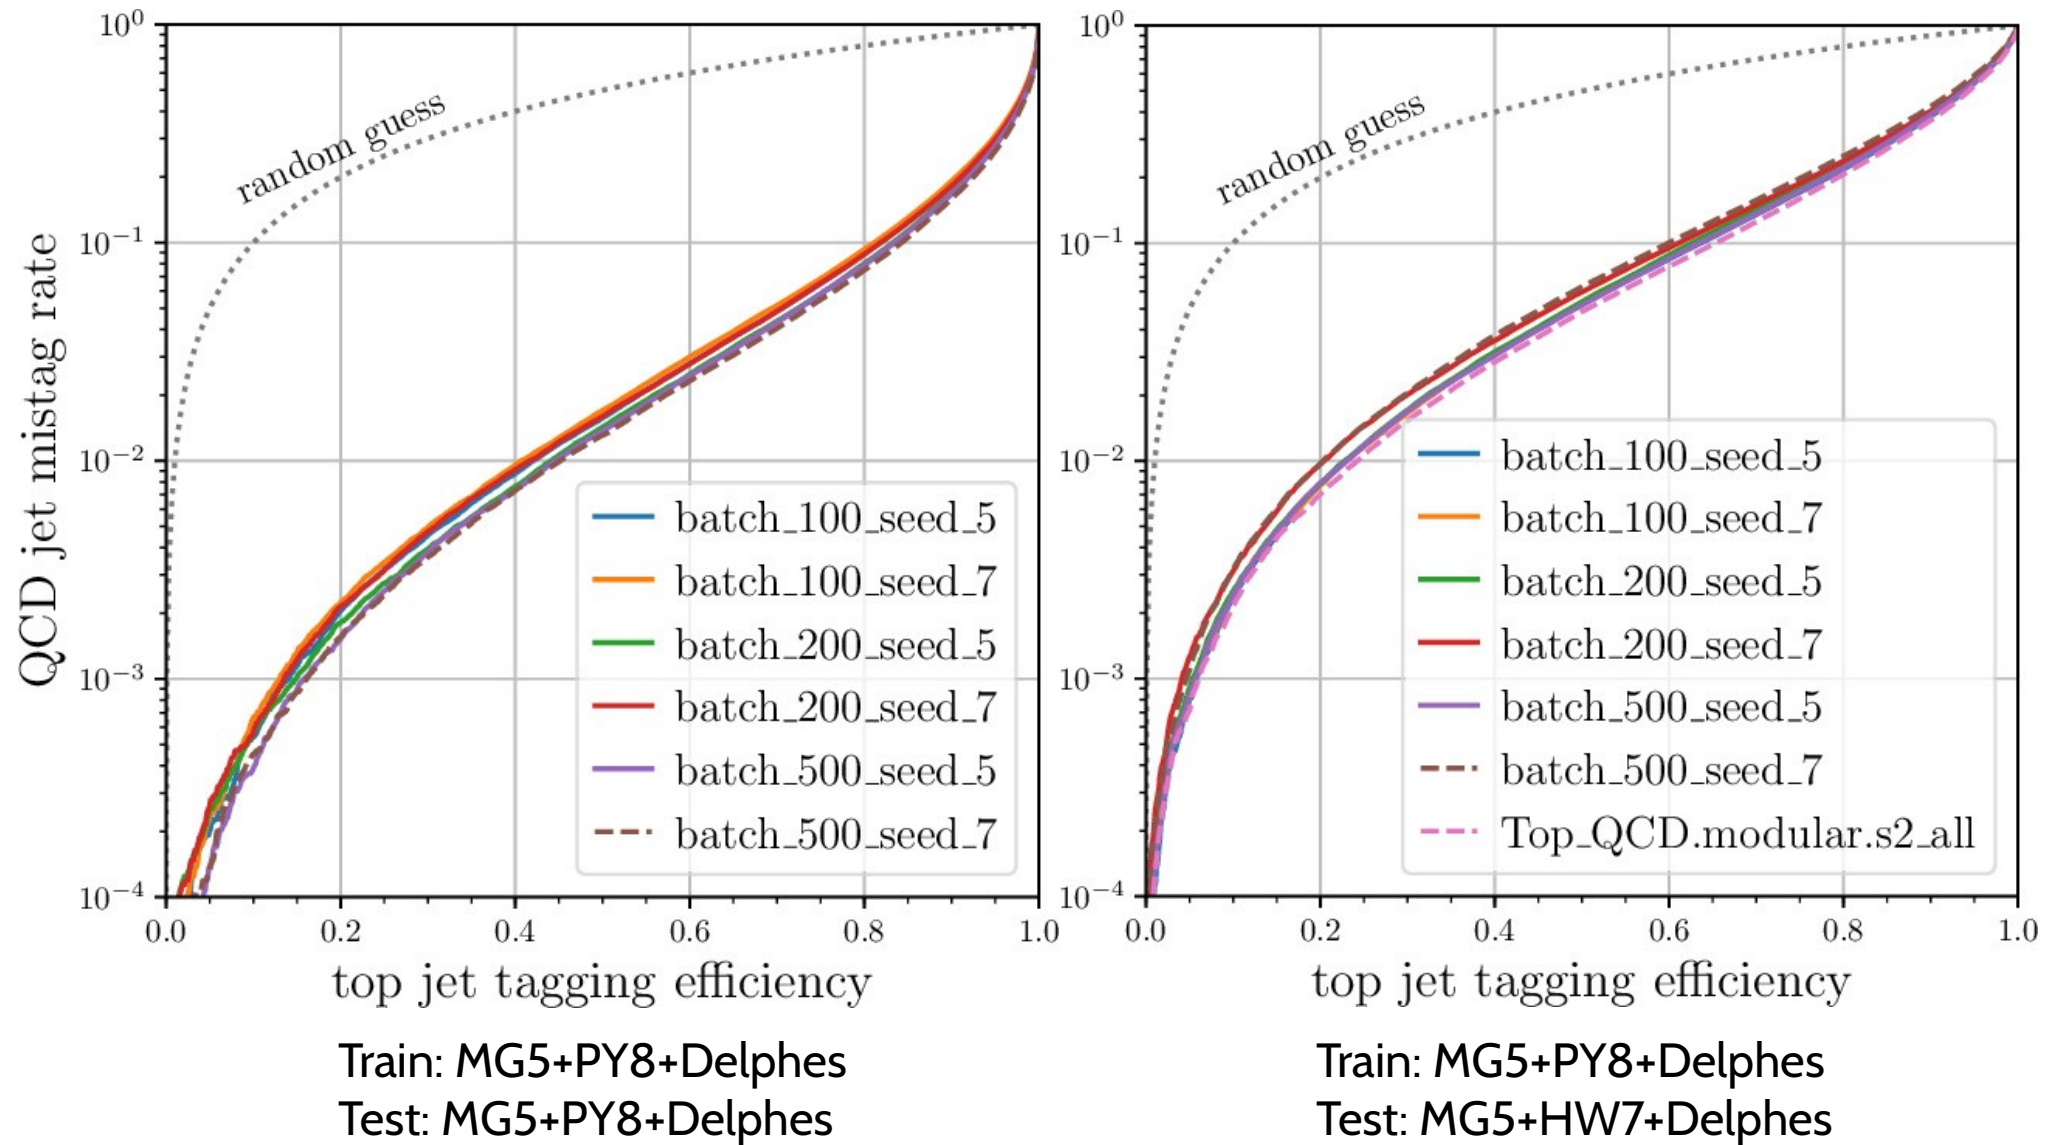 QCD jet mistag rate
10⁰
10⁻¹
10⁻²
10⁻³
10⁻⁴
random guess
batch_100_seed_5
batch_100_seed_7
batch_200_seed_5
batch_200_seed_7
batch_500_seed_5
batch_500_seed_7
0.0 0.2 0.4 0.6 0.8 1.0
top jet tagging efficiency
Train: MG5+PY8+Delphes
Test: MG5+PY8+Delphes
10⁰
10⁻¹
10⁻²
10⁻³
10⁻⁴
random guess
batch_100_seed_5
batch_100_seed_7
batch_200_seed_5
batch_200_seed_7
batch_500_seed_5
batch_500_seed_7
Top_QCD.modular.s2_all
0.0 0.2 0.4 0.6 0.8 1.0
top jet tagging efficiency
Train: MG5+PY8+Delphes
Test: MG5+HW7+Delphes